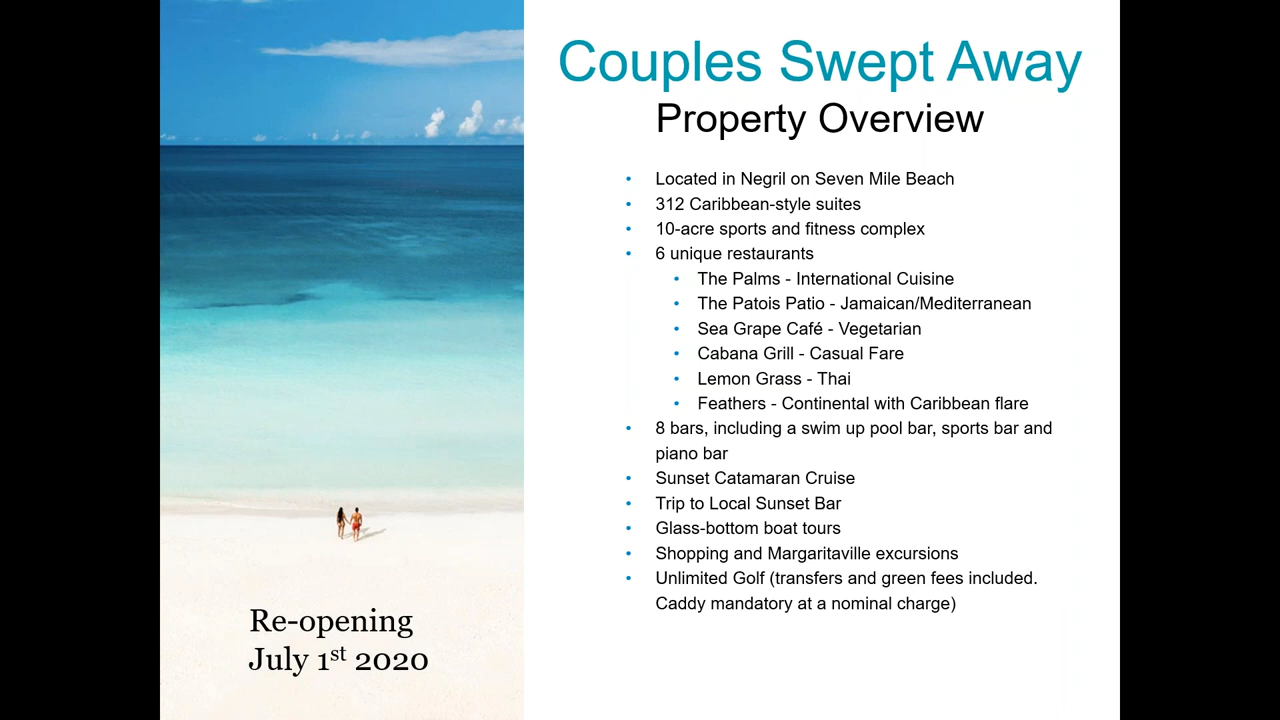 Couples Swept Away
Property Overview
• Located in Negril on Seven Mile Beach
• 312 Caribbean-style suites
• 10-acre sports and fitness complex
• 6 unique restaurants
• The Palms - International Cuisine
• The Patois Patio - Jamaican/Mediterranean
• Sea Grape Café - Vegetarian
• Cabana Grill - Casual Fare
• Lemon Grass - Thai
• Feathers - Continental with Caribbean flare
• 8 bars, including a swim up pool bar, sports bar and
piano bar
• Sunset Catamaran Cruise
• Trip to Local Sunset Bar
• Glass-bottom boat tours
• Shopping and Margaritaville excursions
• Unlimited Golf (transfers and green fees included.
Caddy mandatory at a nominal charge)
Re-opening
July 1st 2020